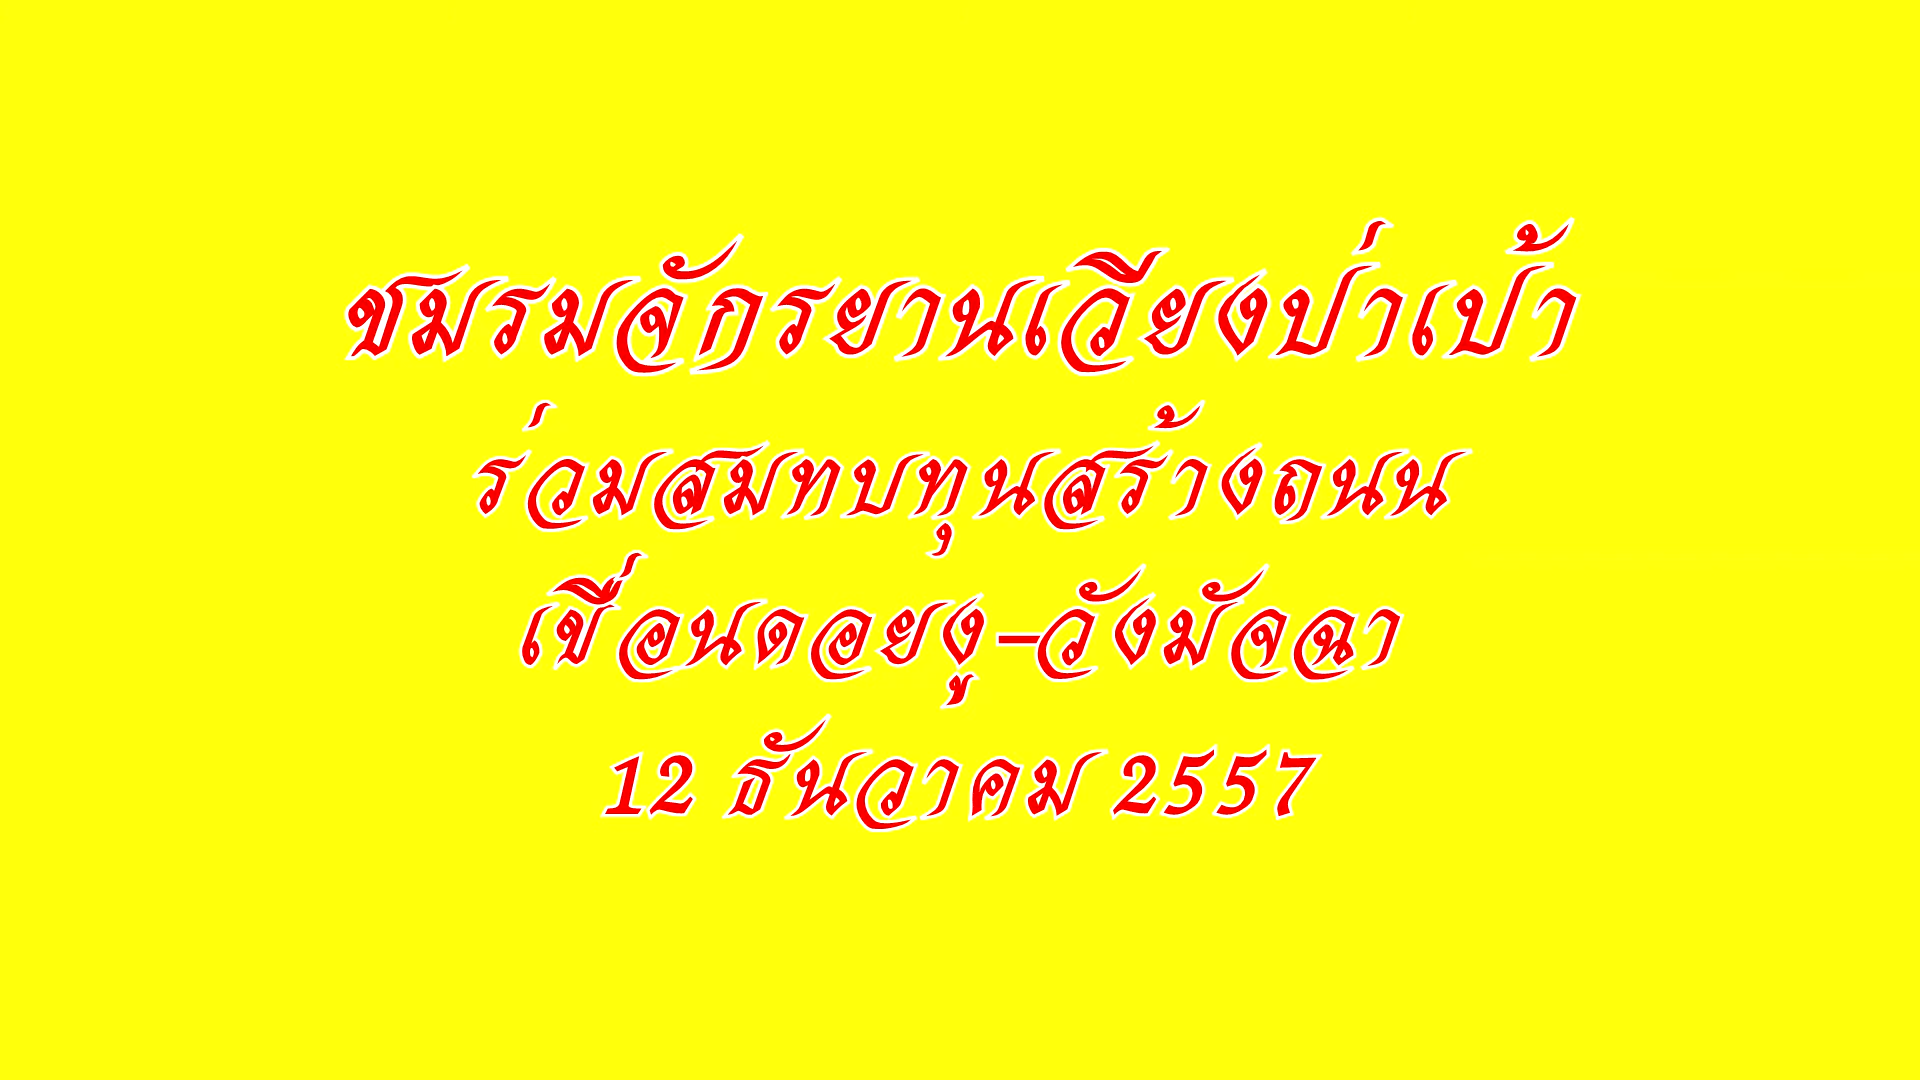 ชมรมจักรยานเวียงป่าเป้า
ร่วมสมทบทุนสร้างถนน
เขื่อนดอยงู-วังมัจฉา
12 ธันวาคม 2557